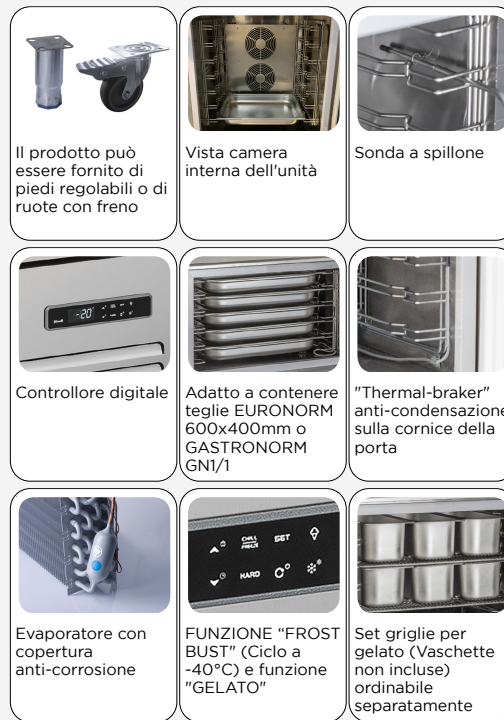 Il prodotto può
essere fornito di
piedi regolabili o di
ruote con freno
Vista camera
interna dell'unità
Sonda a spillone
-20
Controllore digitale
Adatto a contenere
teglie EURONORM
600x400mm o
GASTRONORM
GN1/1
"Thermal-braker"
anti-condensazione
sulla cornice della
porta
Evaporatore con
copertura
anti-corrosione
CHILL
FREEZE
SET
HARD
FUNZIONE “FROST
BUST" (Ciclo a
-40°C) e funzione
"GELATO"
Set griglie per
gelato (Vaschette
non incluse)
ordinabile
separatamente